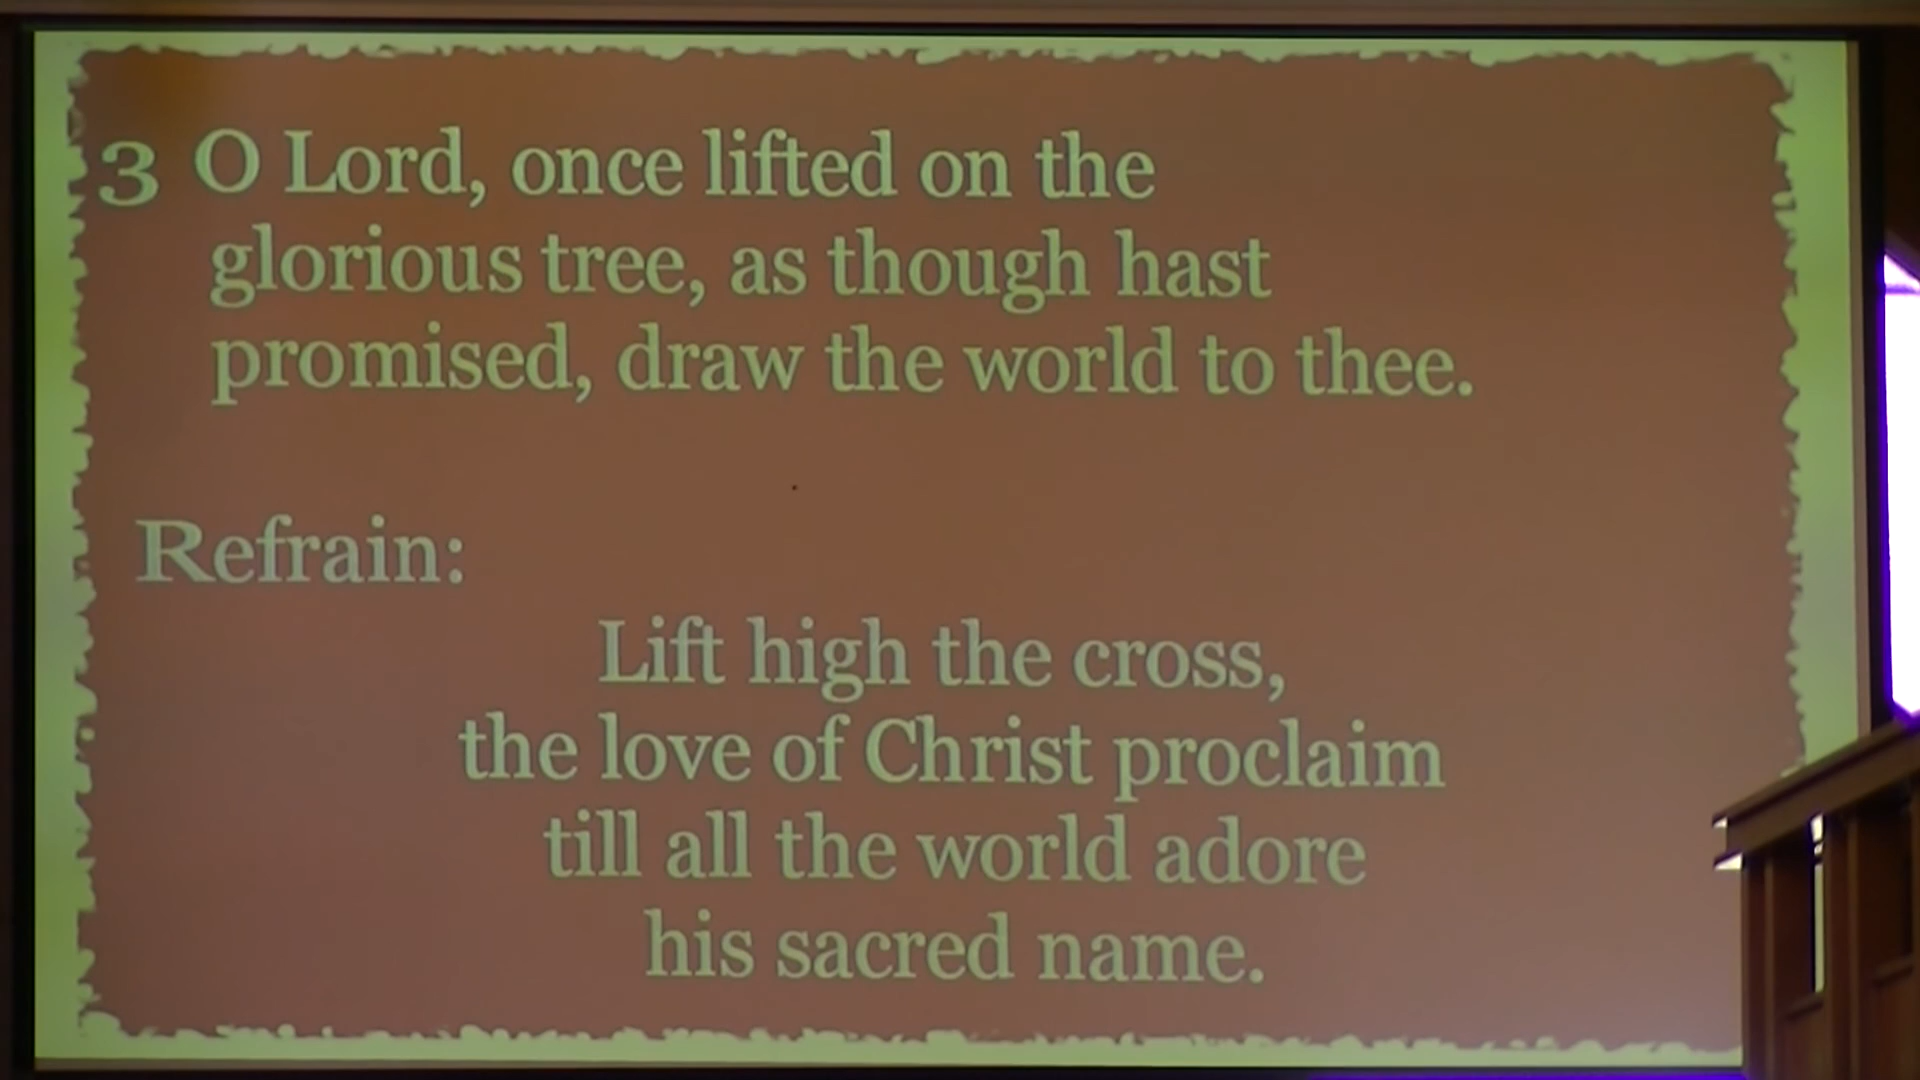 3 O Lord, once lifted on the
glorious tree, as though hast
promised, draw the world to thee.
Refrain:
Lift high the cross,
the love of Christ proclaim
till all the world adore
his sacred name.